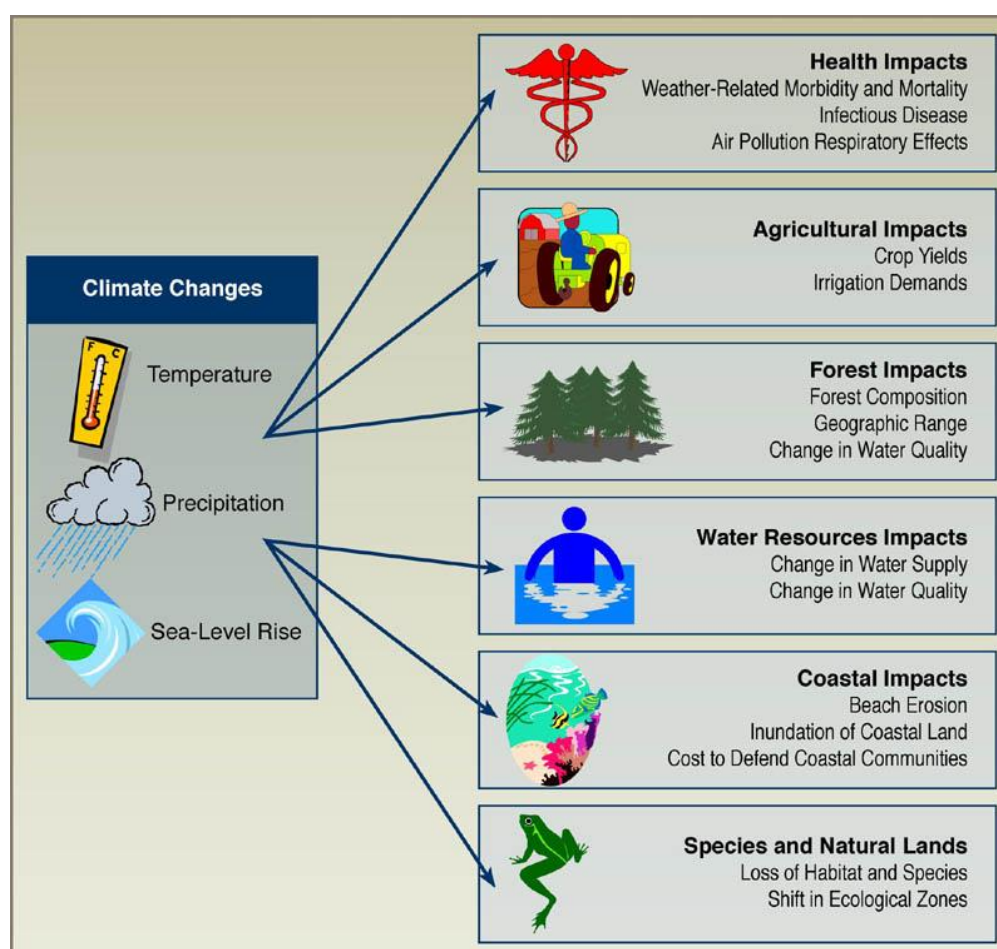 Climate Changes
F C
Temperature
Precipitation
Sea-Level Rise
Health Impacts
Weather-Related Morbidity and Mortality
Infectious Disease
Air Pollution Respiratory Effects
Agricultural Impacts
Crop Yields
Irrigation Demands
Forest Impacts
Forest Composition
Geographic Range
Change in Water Quality
Water Resources Impacts
Change in Water Supply
Change in Water Quality
Coastal Impacts
Beach Erosion
Inundation of Coastal Land
Cost to Defend Coastal Communities
Species and Natural Lands
Loss of Habitat and Species
Shift in Ecological Zones